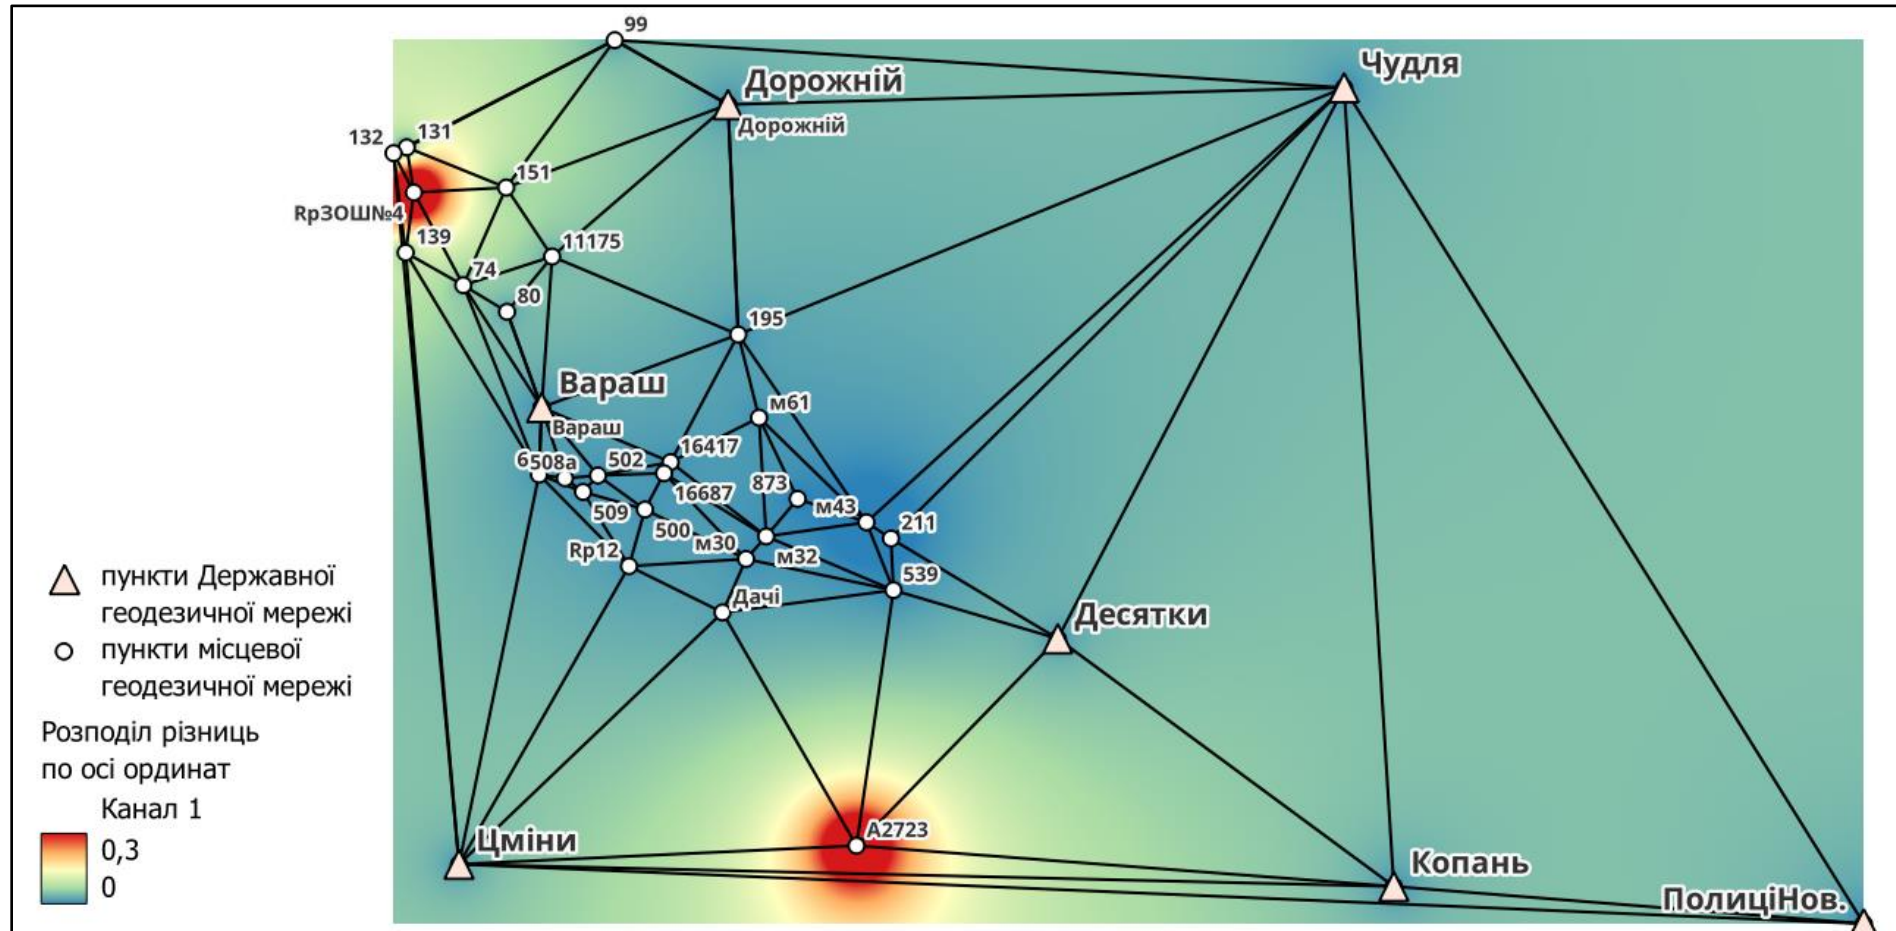 99
Чудля
Дорожній
Дорожній
132
131
151
RpЗОШ№4
139
11175
74
80
195
Вараш
Вараш
м61
16417
6
508а
502
873
16687
м43
211
509
500
м30
Rp12
м32
539
Дачі
Десятки
пункти Державної
геодезичної мережі
пункти місцевої
геодезичної мережі
Розподіл різниць
по осі ординат
Канал 1
0,3
0
Цміни
А2723
Копань
ПолиціНов.